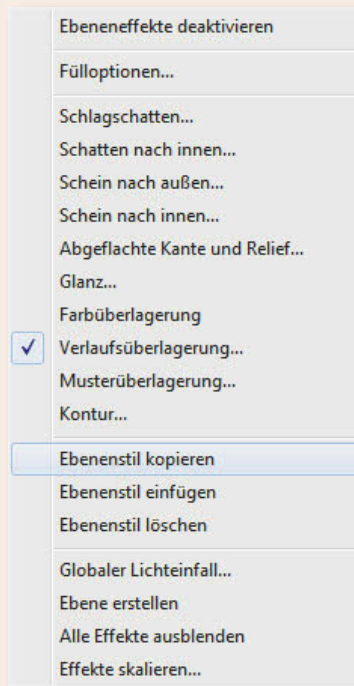 Ebeneneffekte deaktivieren
Fülloptionen...
Schlagschatten...
Schatten nach innen...
Schein nach außen...
Schein nach innen...
Abgeflachte Kante und Relief...
Glanz...
Farbüberlagerung
Verlaufsüberlagerung...
Musterüberlagerung...
Kontur...
Ebenenstil kopieren
Ebenenstil einfügen
Ebenenstil löschen
Globaler Lichteinfall...
Ebene erstellen
Alle Effekte ausblenden
Effekte skalieren...